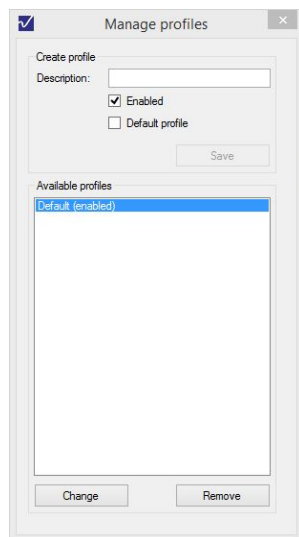 Manage profiles
Create profile
Description:
Enabled
Default profile
Save
Available profiles
Default (enabled)
Change
Remove